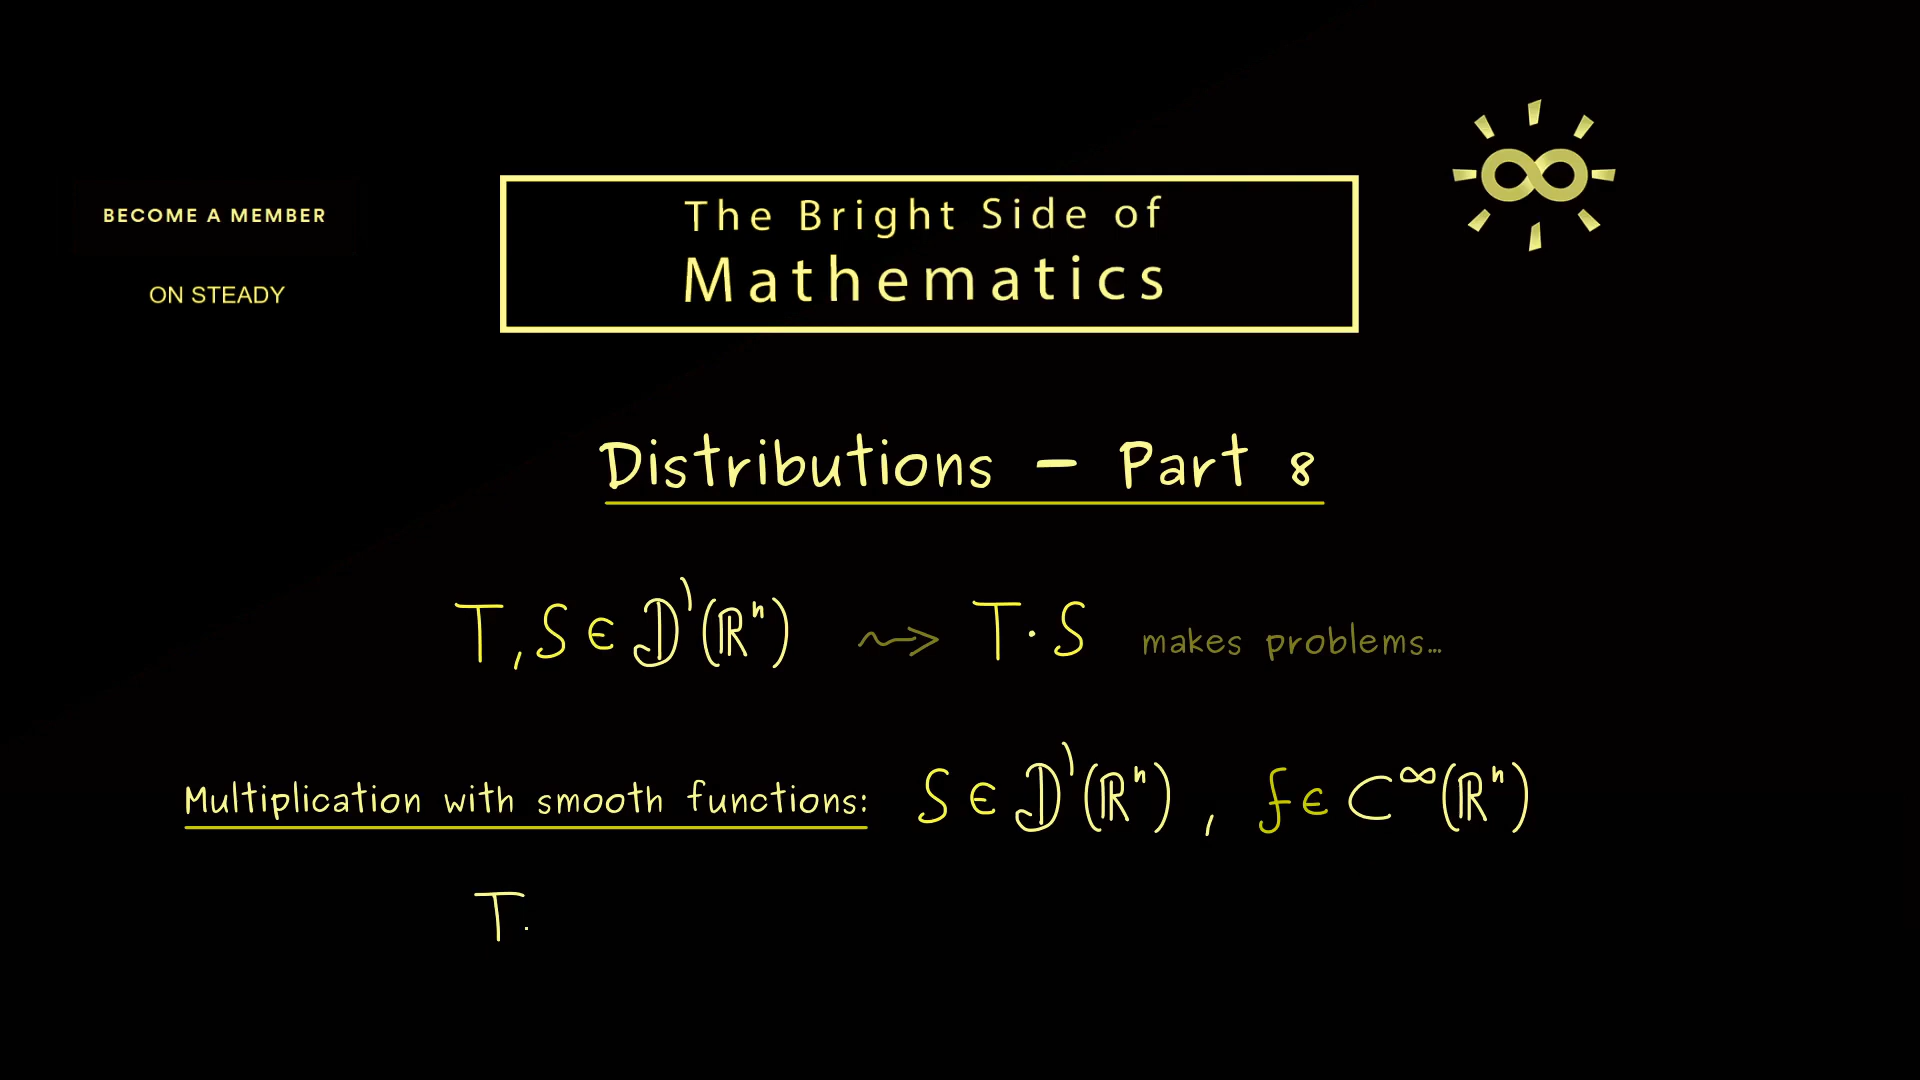 BECOME A MEMBER
ON STEADY
The Bright Side of
Mathematics
Distributions – Part 8
T, S ∈ 𝒟'(ℝⁿ) ⇝ T · S makes problems...
Multiplication with smooth functions: S ∈ 𝒟'(ℝⁿ) , f ∈ C^∞(ℝⁿ)
T.